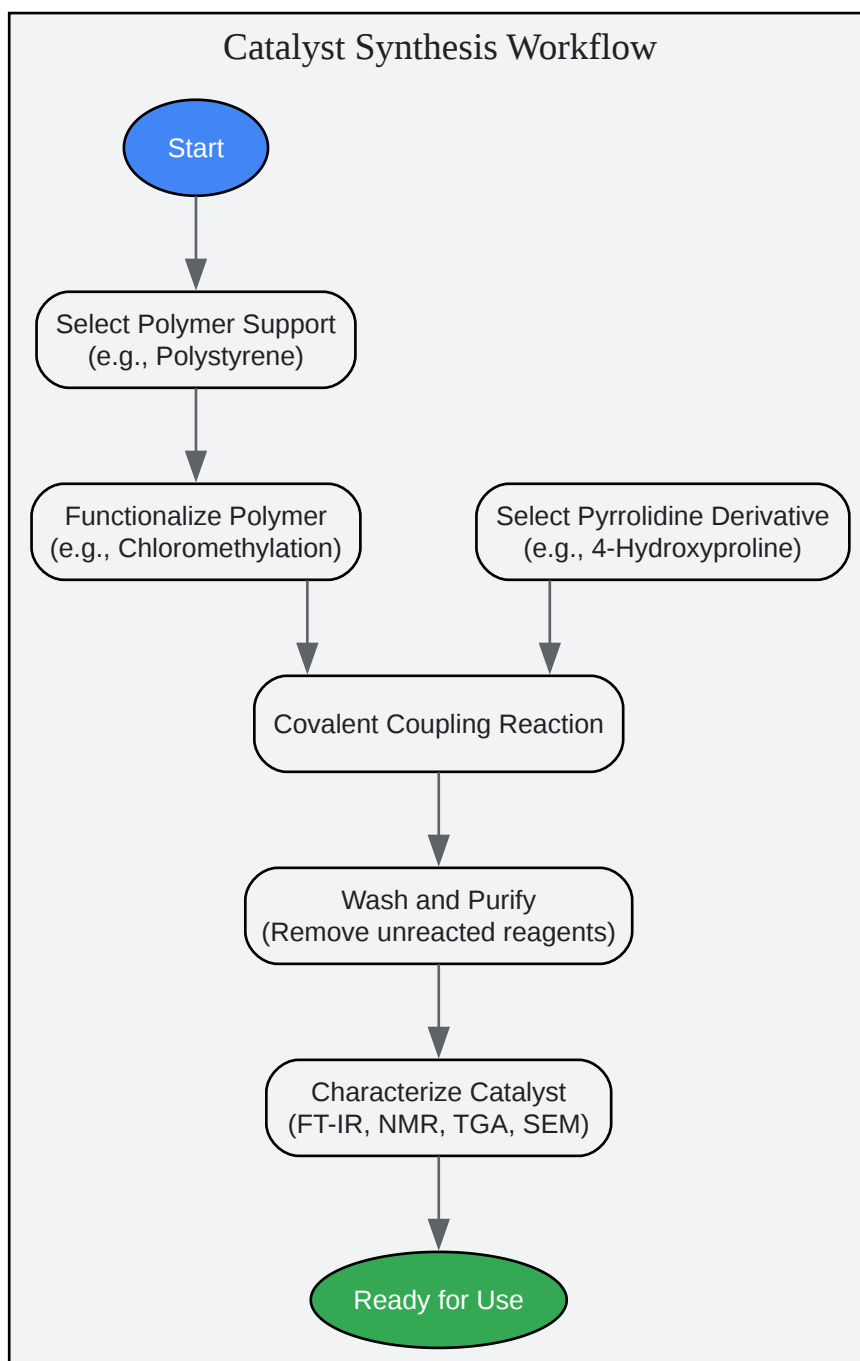 Catalyst Synthesis Workflow
Start
Select Polymer Support
(e.g., Polystyrene)
Functionalize Polymer
(e.g., Chloromethylation)
Select Pyrrolidine Derivative
(e.g., 4-Hydroxyproline)
Covalent Coupling Reaction
Wash and Purify
(Remove unreacted reagents)
Characterize Catalyst
(FT-IR, NMR, TGA, SEM)
Ready for Use